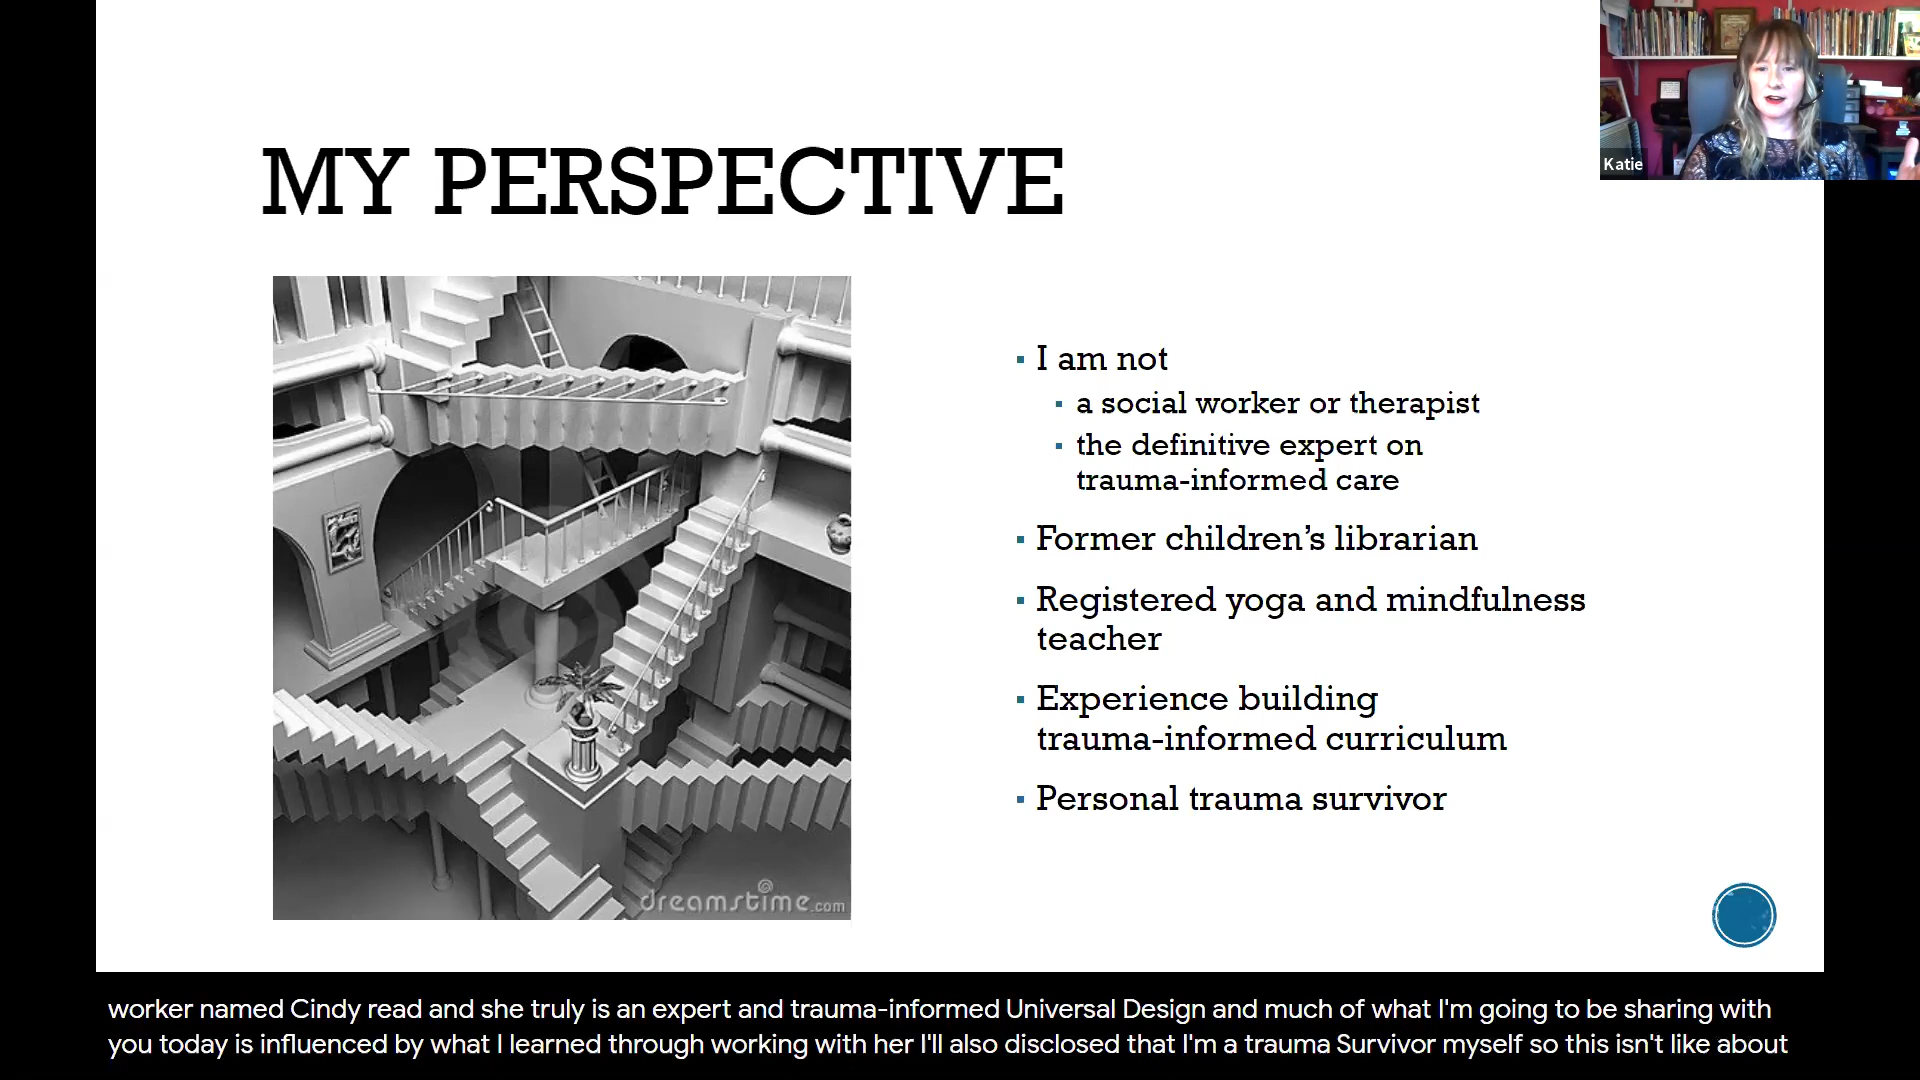 MY PERSPECTIVE
Katie
▪ I am not
▪ a social worker or therapist
▪ the definitive expert on
trauma-informed care
▪ Former children’s librarian
▪ Registered yoga and mindfulness
teacher
▪ Experience building
trauma-informed curriculum
▪ Personal trauma survivor
dreamstime.com
worker named Cindy read and she truly is an expert and trauma-informed Universal Design and much of what I'm going to be sharing with
you today is influenced by what I learned through working with her I'll also disclosed that I'm a trauma Survivor myself so this isn't like about